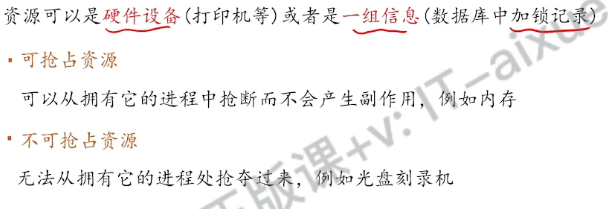 资源可以是硬件设备(打印机等)或者是一组信息(数据库中加锁记录)
·可抢占资源
可以从拥有它的进程中抢断而不会产生副作用，例如内存
·不可抢占资源
无法从拥有它的进程处抢夺过来，例如光盘刻录机
版课+v: IT-aixue